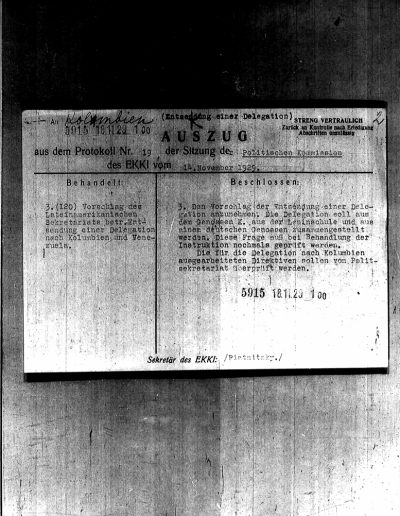 (Entsendung einer Delegation)
An Kolumbien
2
STRENG VERTRAULICH
Zurück an Kontrolle nach Erledigung
Abschriften unzulässig
5915 18.11.29 1 00
AUSZUG
aus dem Protokoll Nr. 19 der Sitzung der Politischen Kommission
des EKKI vom 14.November 1929.
Behandelt:
3.(120) Vorschlag des
Lateinamerikanischen
Sekretariats betr.Ent-
sendung einer Delegation
nach Kolumbien und Vene-
zuela.
Beschlossen:
3. Den Vorschlag der Entsendung einer Dele-
gation anzunehmen. Die Delegation soll aus
dem Genossen K. aus der Leninschule und aus
einem deutschen Genossen zusammengestellt
werden. Diese Frage muß bei Behandlung der
Instruktion nochmals geprüft werden.
Die für die Delegation nach Kolumbien
ausgearbeiteten Direktiven sollen vom Polit-
sekretariat überprüft werden.
5915 18.11.29 1 00
Sekretär des EKKI: /Piatnitzky./